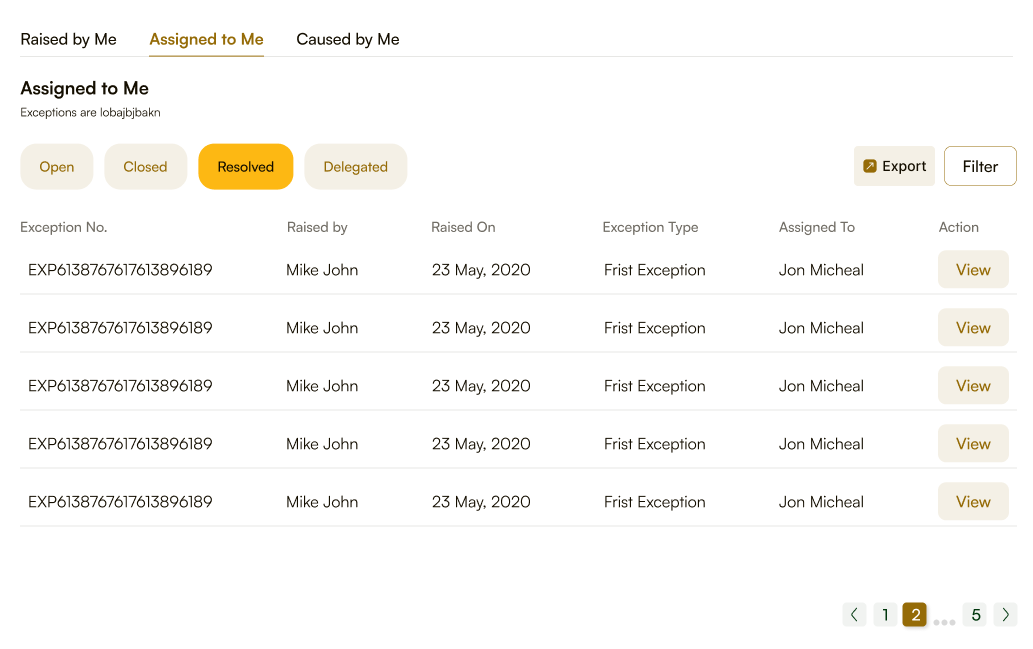 Raised by Me Assigned to Me Caused by Me
Assigned to Me
Exceptions are lobajbjbakn
Open Closed Resolved Delegated Export Filter
Exception No. Raised by Raised On Exception Type Assigned To Action
EXP6138767617613896189 Mike John 23 May, 2020 Frist Exception Jon Micheal View
EXP6138767617613896189 Mike John 23 May, 2020 Frist Exception Jon Micheal View
EXP6138767617613896189 Mike John 23 May, 2020 Frist Exception Jon Micheal View
EXP6138767617613896189 Mike John 23 May, 2020 Frist Exception Jon Micheal View
EXP6138767617613896189 Mike John 23 May, 2020 Frist Exception Jon Micheal View
1 2 ... 5